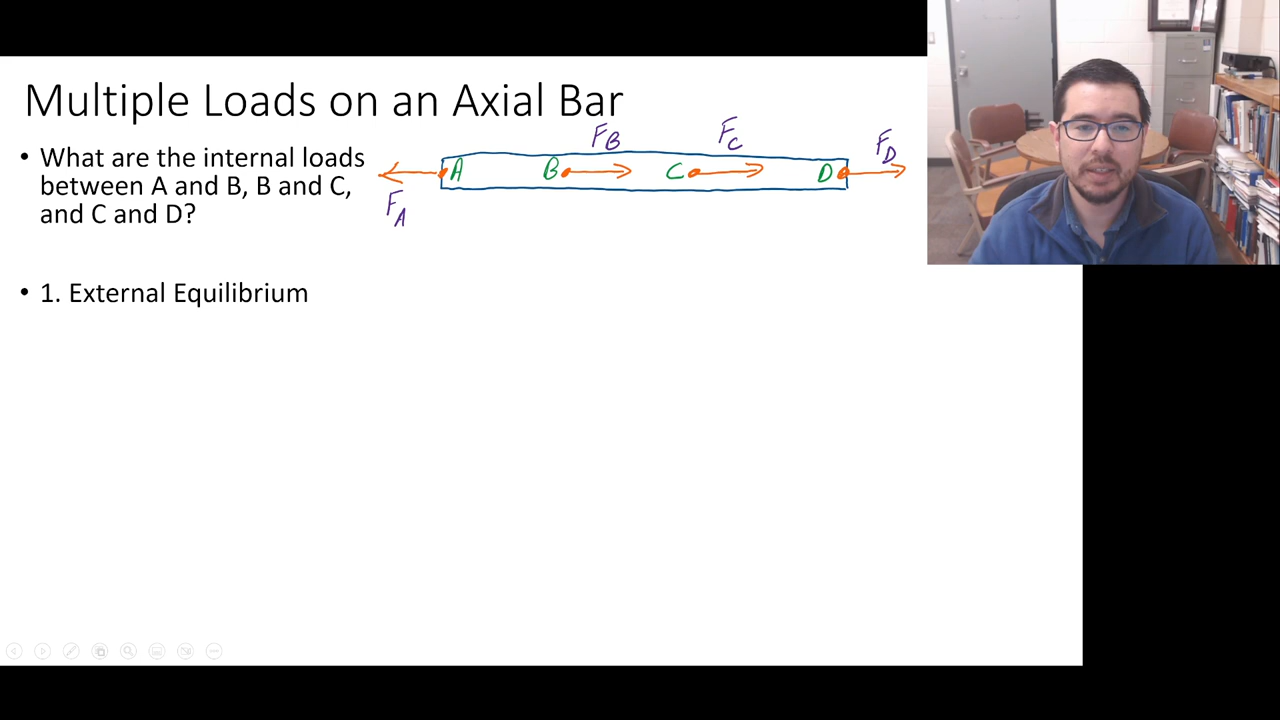 Multiple Loads on an Axial Bar
• What are the internal loads
between A and B, B and C,
and C and D?
F_A
A
B
F_B
C
F_C
D
F_D
• 1. External Equilibrium